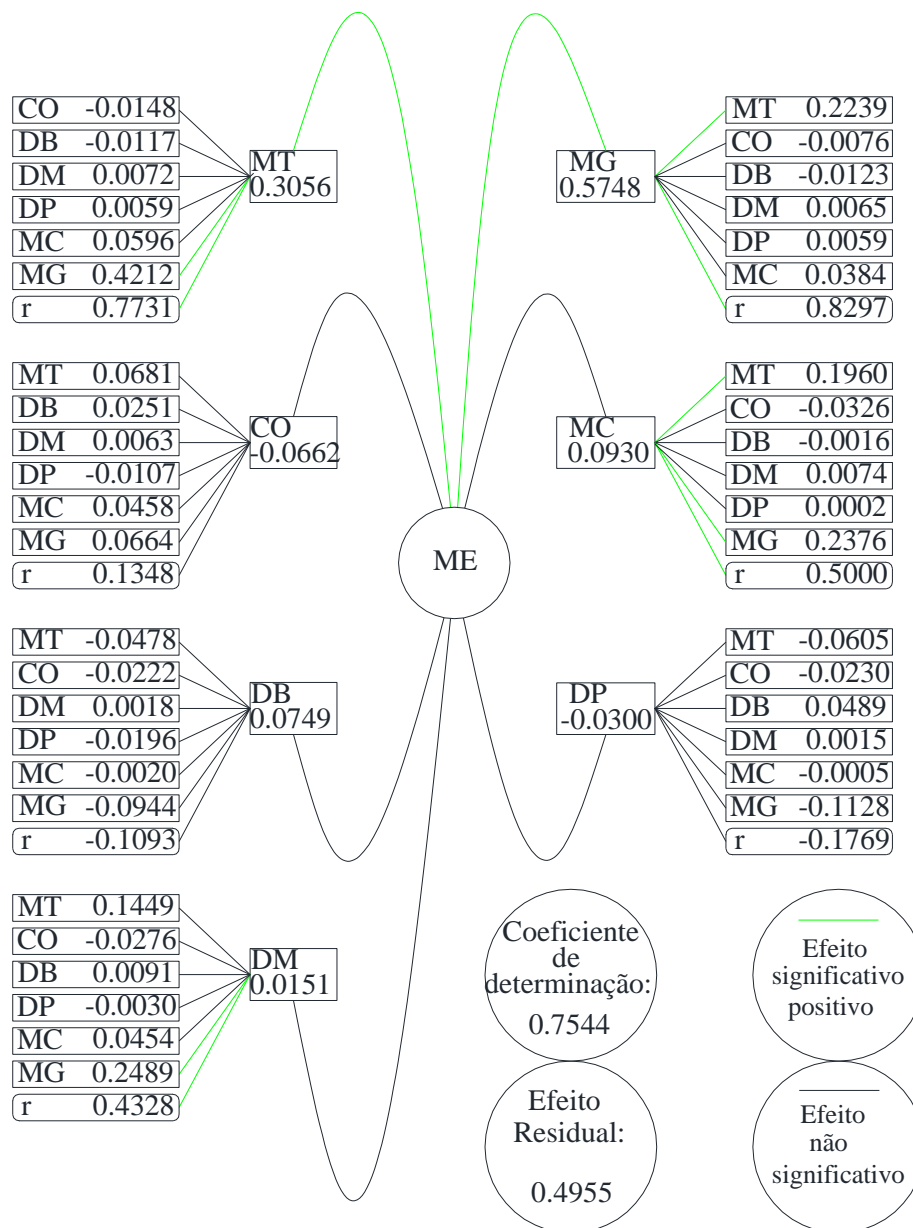 CO -0.0148
DB -0.0117
DM 0.0072
DP 0.0059
MC 0.0596
MG 0.4212
r 0.7731
MT
0.3056
MG
0.5748
MT 0.2239
CO -0.0076
DB -0.0123
DM 0.0065
DP 0.0059
MC 0.0384
r 0.8297
MT 0.0681
DB 0.0251
DM 0.0063
DP -0.0107
MC 0.0458
MG 0.0664
r 0.1348
CO
-0.0662
MC
0.0930
MT 0.1960
CO -0.0326
DB -0.0016
DM 0.0074
DP 0.0002
MG 0.2376
r 0.5000
ME
MT -0.0478
CO -0.0222
DM 0.0018
DP -0.0196
MC -0.0020
MG -0.0944
r -0.1093
DB
0.0749
DP
-0.0300
MT -0.0605
CO -0.0230
DB 0.0489
DM 0.0015
MC -0.0005
MG -0.1128
r -0.1769
MT 0.1449
CO -0.0276
DB 0.0091
DP -0.0030
MC 0.0454
MG 0.2489
r 0.4328
DM
0.0151
Coeficiente
de
determinação:
0.7544
Efeito
significativo
positivo
Efeito
Residual:
0.4955
Efeito
não
significativo